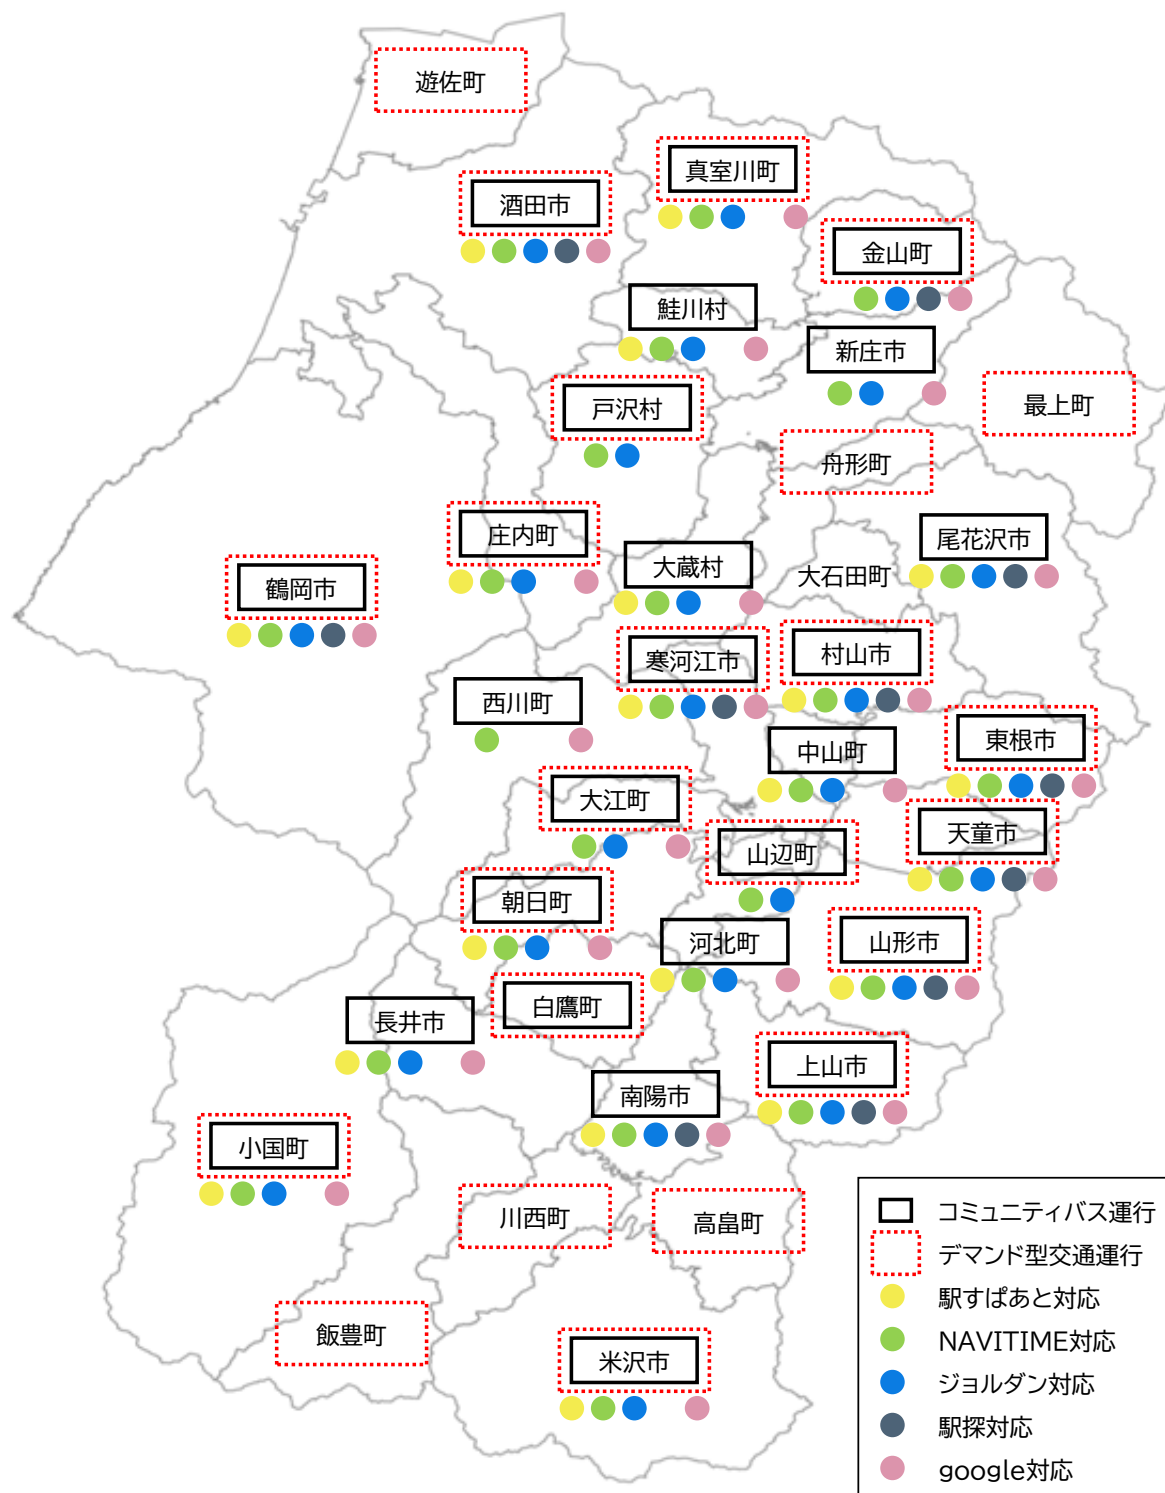 遊佐町
真室川町
酒田市
金山町
鮭川村
新庄市
戸沢村
最上町
舟形町
庄内町
尾花沢市
大蔵村
大石田町
鶴岡市
寒河江市
村山市
西川町
中山町
東根市
大江町
天童市
山辺町
朝日町
河北町
山形市
白鷹町
長井市
上山市
南陽市
小国町
川西町
高畠町
飯豊町
米沢市
コミュニティバス運行
デマンド型交通運行
駅すぱあと対応
NAVITIME対応
ジョルダン対応
駅探対応
google対応